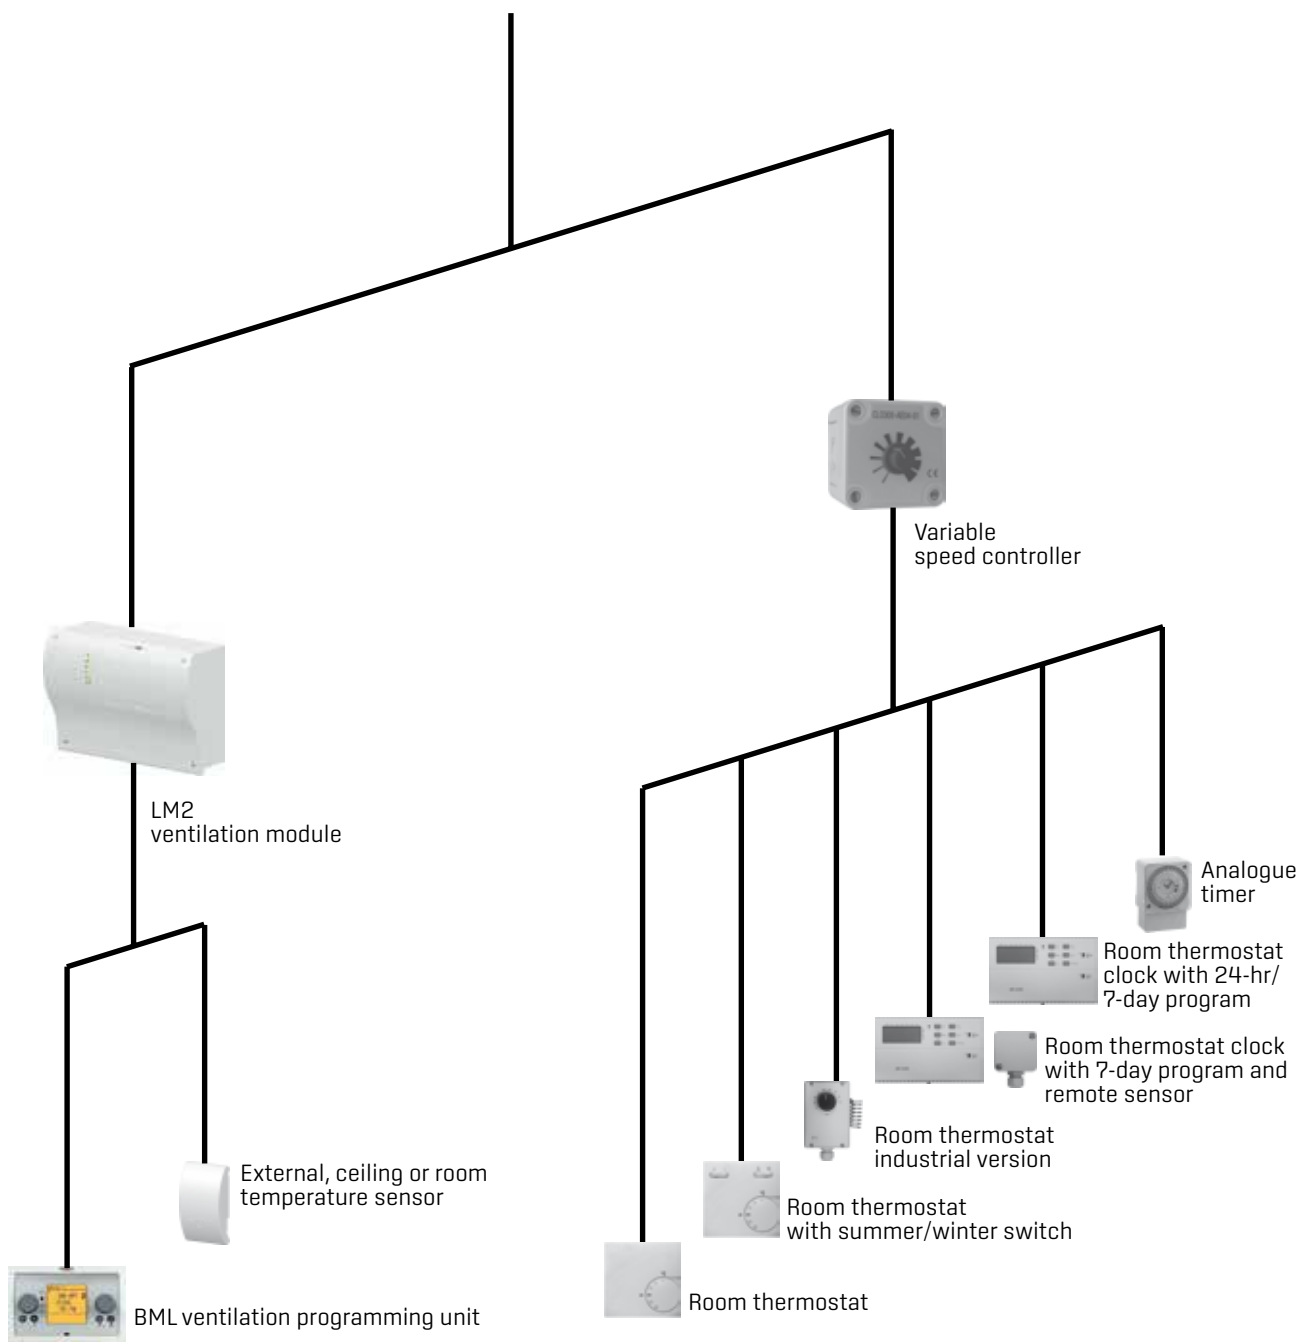 Variable
speed controller
LM2
ventilation module
Analogue
timer
Room thermostat
clock with 24-hr/
7-day program
Room thermostat clock
with 7-day program and
remote sensor
Room thermostat
industrial version
External, ceiling or room
temperature sensor
Room thermostat
with summer/winter switch
Room thermostat
BML ventilation programming unit